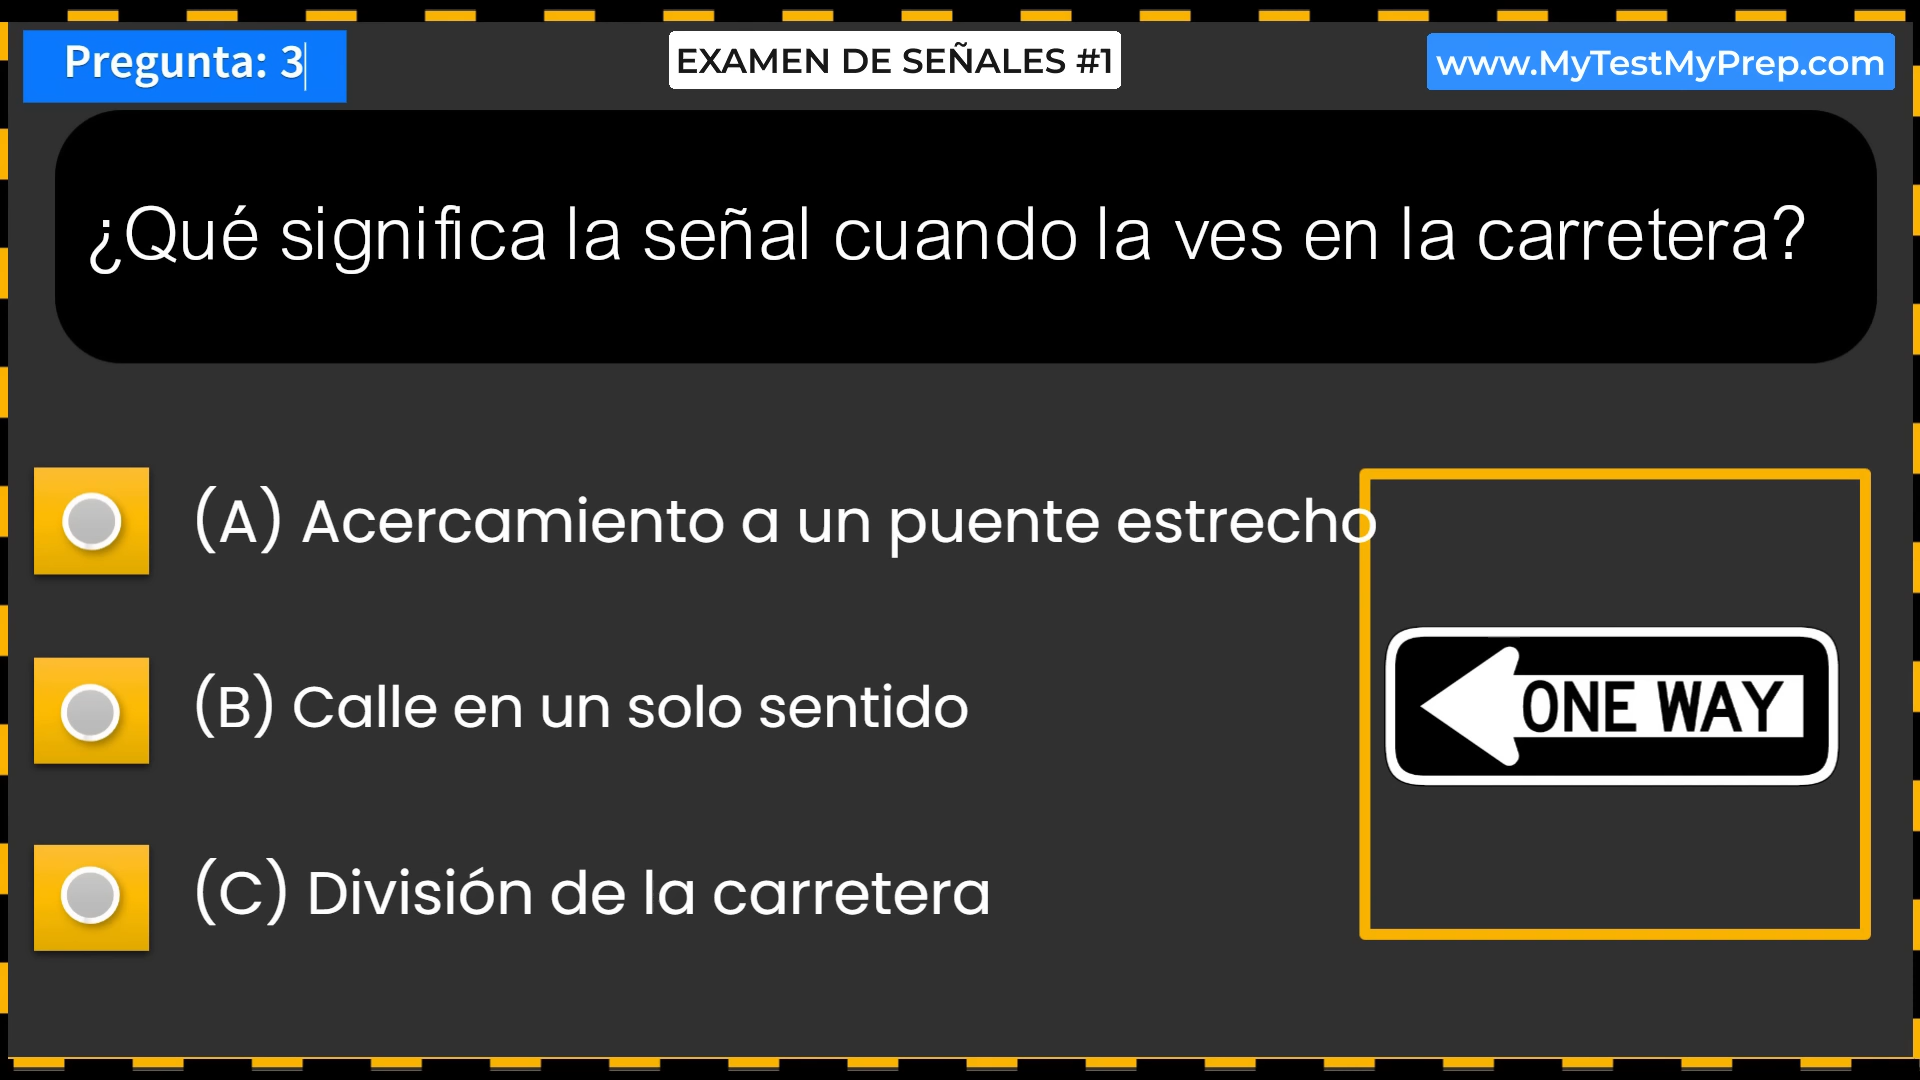 Pregunta: 3
EXAMEN DE SEÑALES #1
www.MyTestMyPrep.com
¿Qué significa la señal cuando la ves en la carretera?
(A) Acercamiento a un puente estrecho
(B) Calle en un solo sentido
ONE WAY
(C) División de la carretera